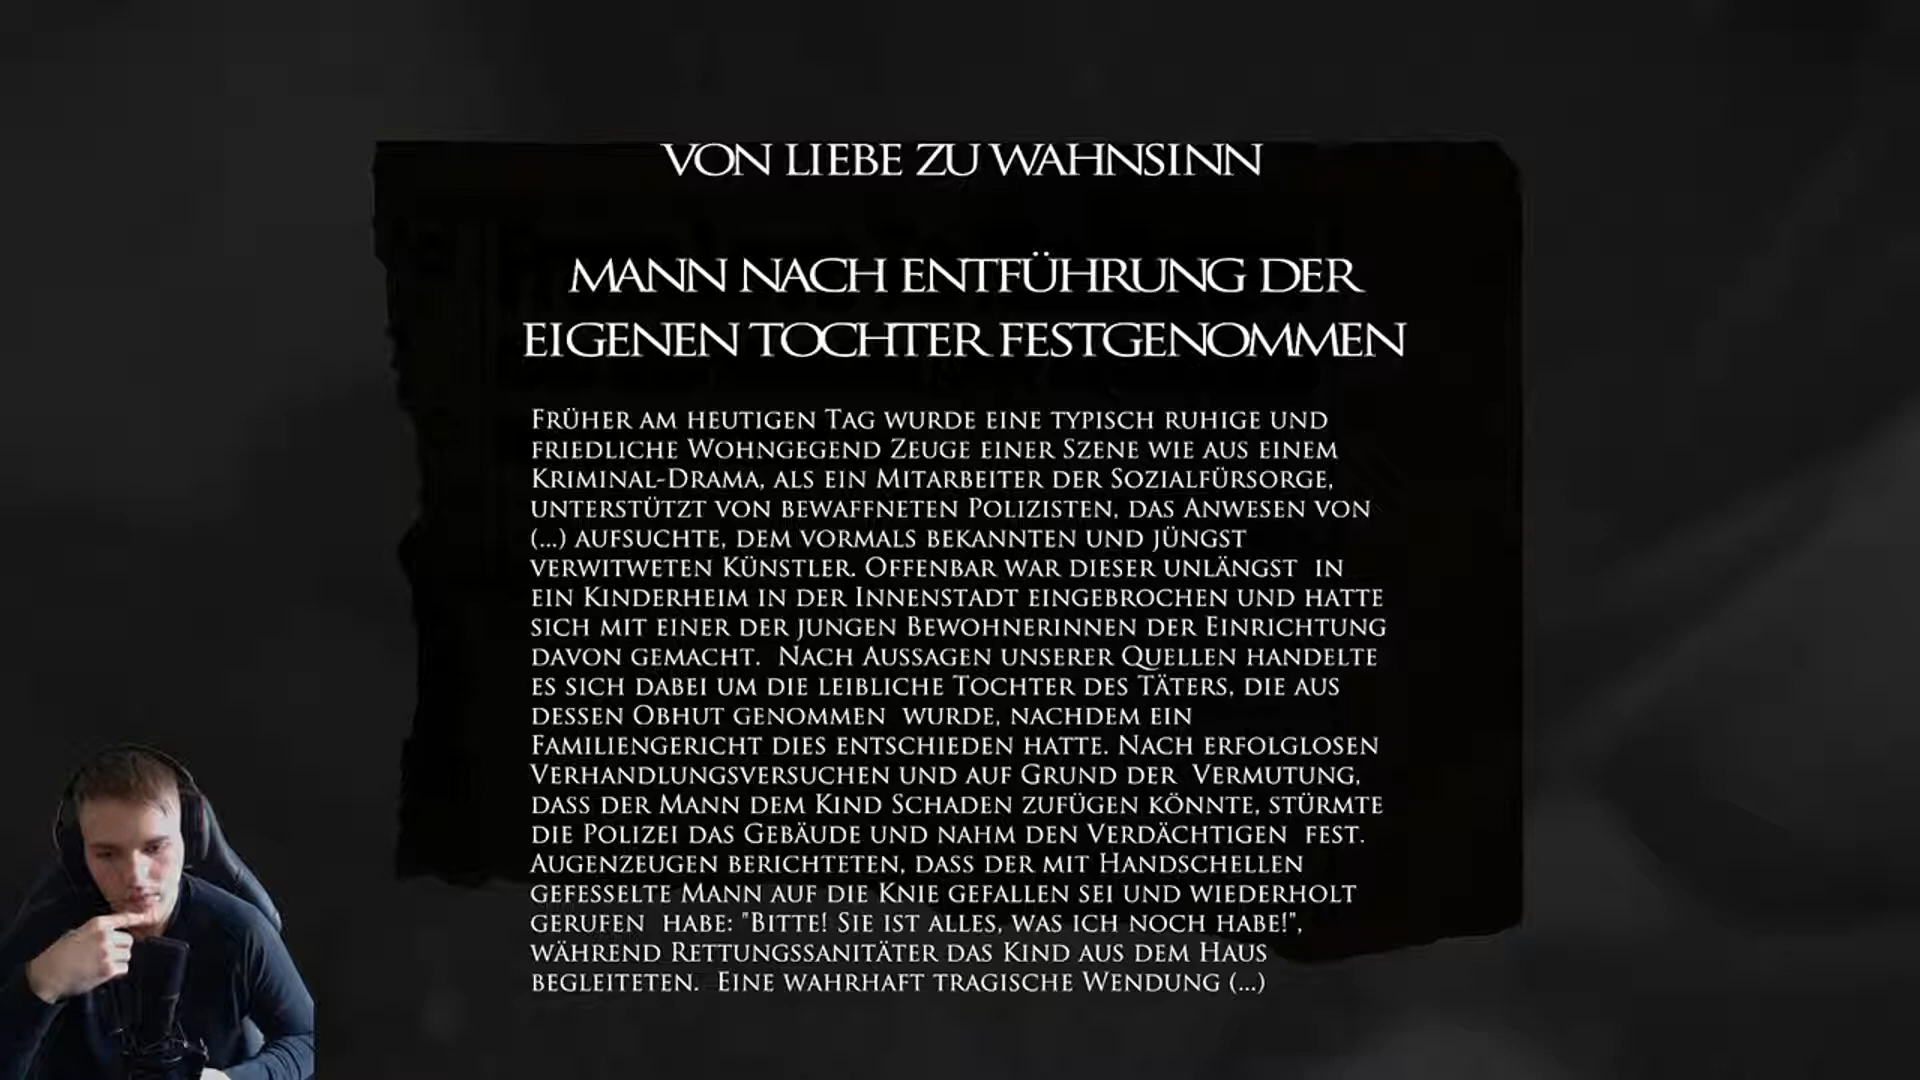 VON LIEBE ZU WAHNSINN
MANN NACH ENTFÜHRUNG DER
EIGENEN TOCHTER FESTGENOMMEN
FRÜHER AM HEUTIGEN TAG WURDE EINE TYPISCH RUHIGE UND
FRIEDLICHE WOHNGEGEND ZEUGE EINER SZENE WIE AUS EINEM
KRIMINAL-DRAMA, ALS EIN MITARBEITER DER SOZIALFÜRSORGE,
UNTERSTÜTZT VON BEWAFFNETEN POLIZISTEN, DAS ANWESEN VON
(...) AUFSUCHTE, DEM VORMALS BEKANNTEN UND JÜNGST
VERWITWETEN KÜNSTLER. OFFENBAR WAR DIESER UNLÄNGST IN
EIN KINDERHEIM IN DER INNENSTADT EINGEBROCHEN UND HATTE
SICH MIT EINER DER JUNGEN BEWOHNERINNEN DER EINRICHTUNG
DAVON GEMACHT. NACH AUSSAGEN UNSERER QUELLEN HANDELTE
ES SICH DABEI UM DIE LEIBLICHE TOCHTER DES TÄTERS, DIE AUS
DESSEN OBHUT GENOMMEN WURDE, NACHDEM EIN
FAMILIENGERICHT DIES ENTSCHIEDEN HATTE. NACH ERFOLGLOSEN
VERHANDLUNGSVERSUCHEN UND AUF GRUND DER VERMUTUNG,
DASS DER MANN DEM KIND SCHADEN ZUFÜGEN KÖNNTE, STÜRMTE
DIE POLIZEI DAS GEBÄUDE UND NAHM DEN VERDÄCHTIGEN FEST.
AUGENZEUGEN BERICHTETEN, DASS DER MIT HANDSCHELLEN
GEFESSELTE MANN AUF DIE KNIE GEFALLEN SEI UND WIEDERHOLT
GERUFEN HABE: "BITTE! SIE IST ALLES, WAS ICH NOCH HABE!",
WÄHREND RETTUNGSSANITÄTER DAS KIND AUS DEM HAUS
BEGLEITETEN. EINE WAHRHAFT TRAGISCHE WENDUNG (...)